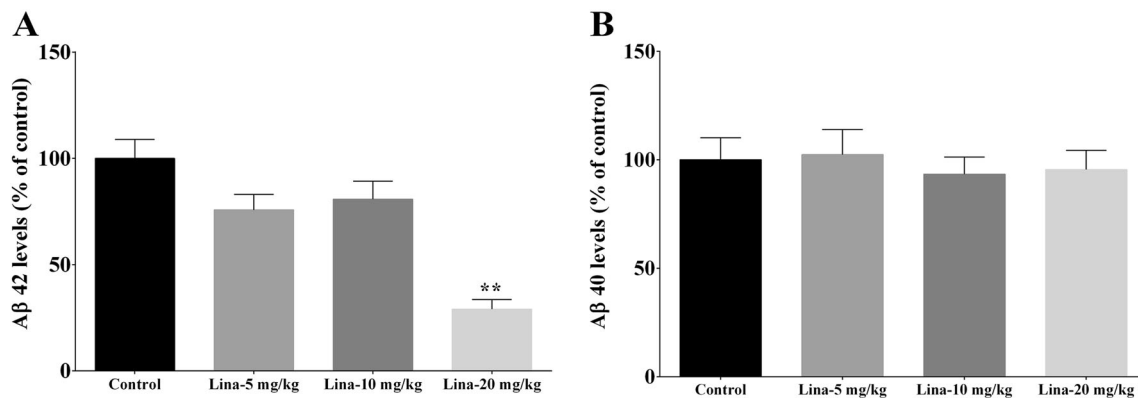 A
Aβ 42 levels (% of control)
150
100
50
0
**
Control
Lina-5 mg/kg
Lina-10 mg/kg
Lina-20 mg/kg
B
Aβ 40 levels (% of control)
150
100
50
0
Control
Lina-5 mg/kg
Lina-10 mg/kg
Lina-20 mg/kg